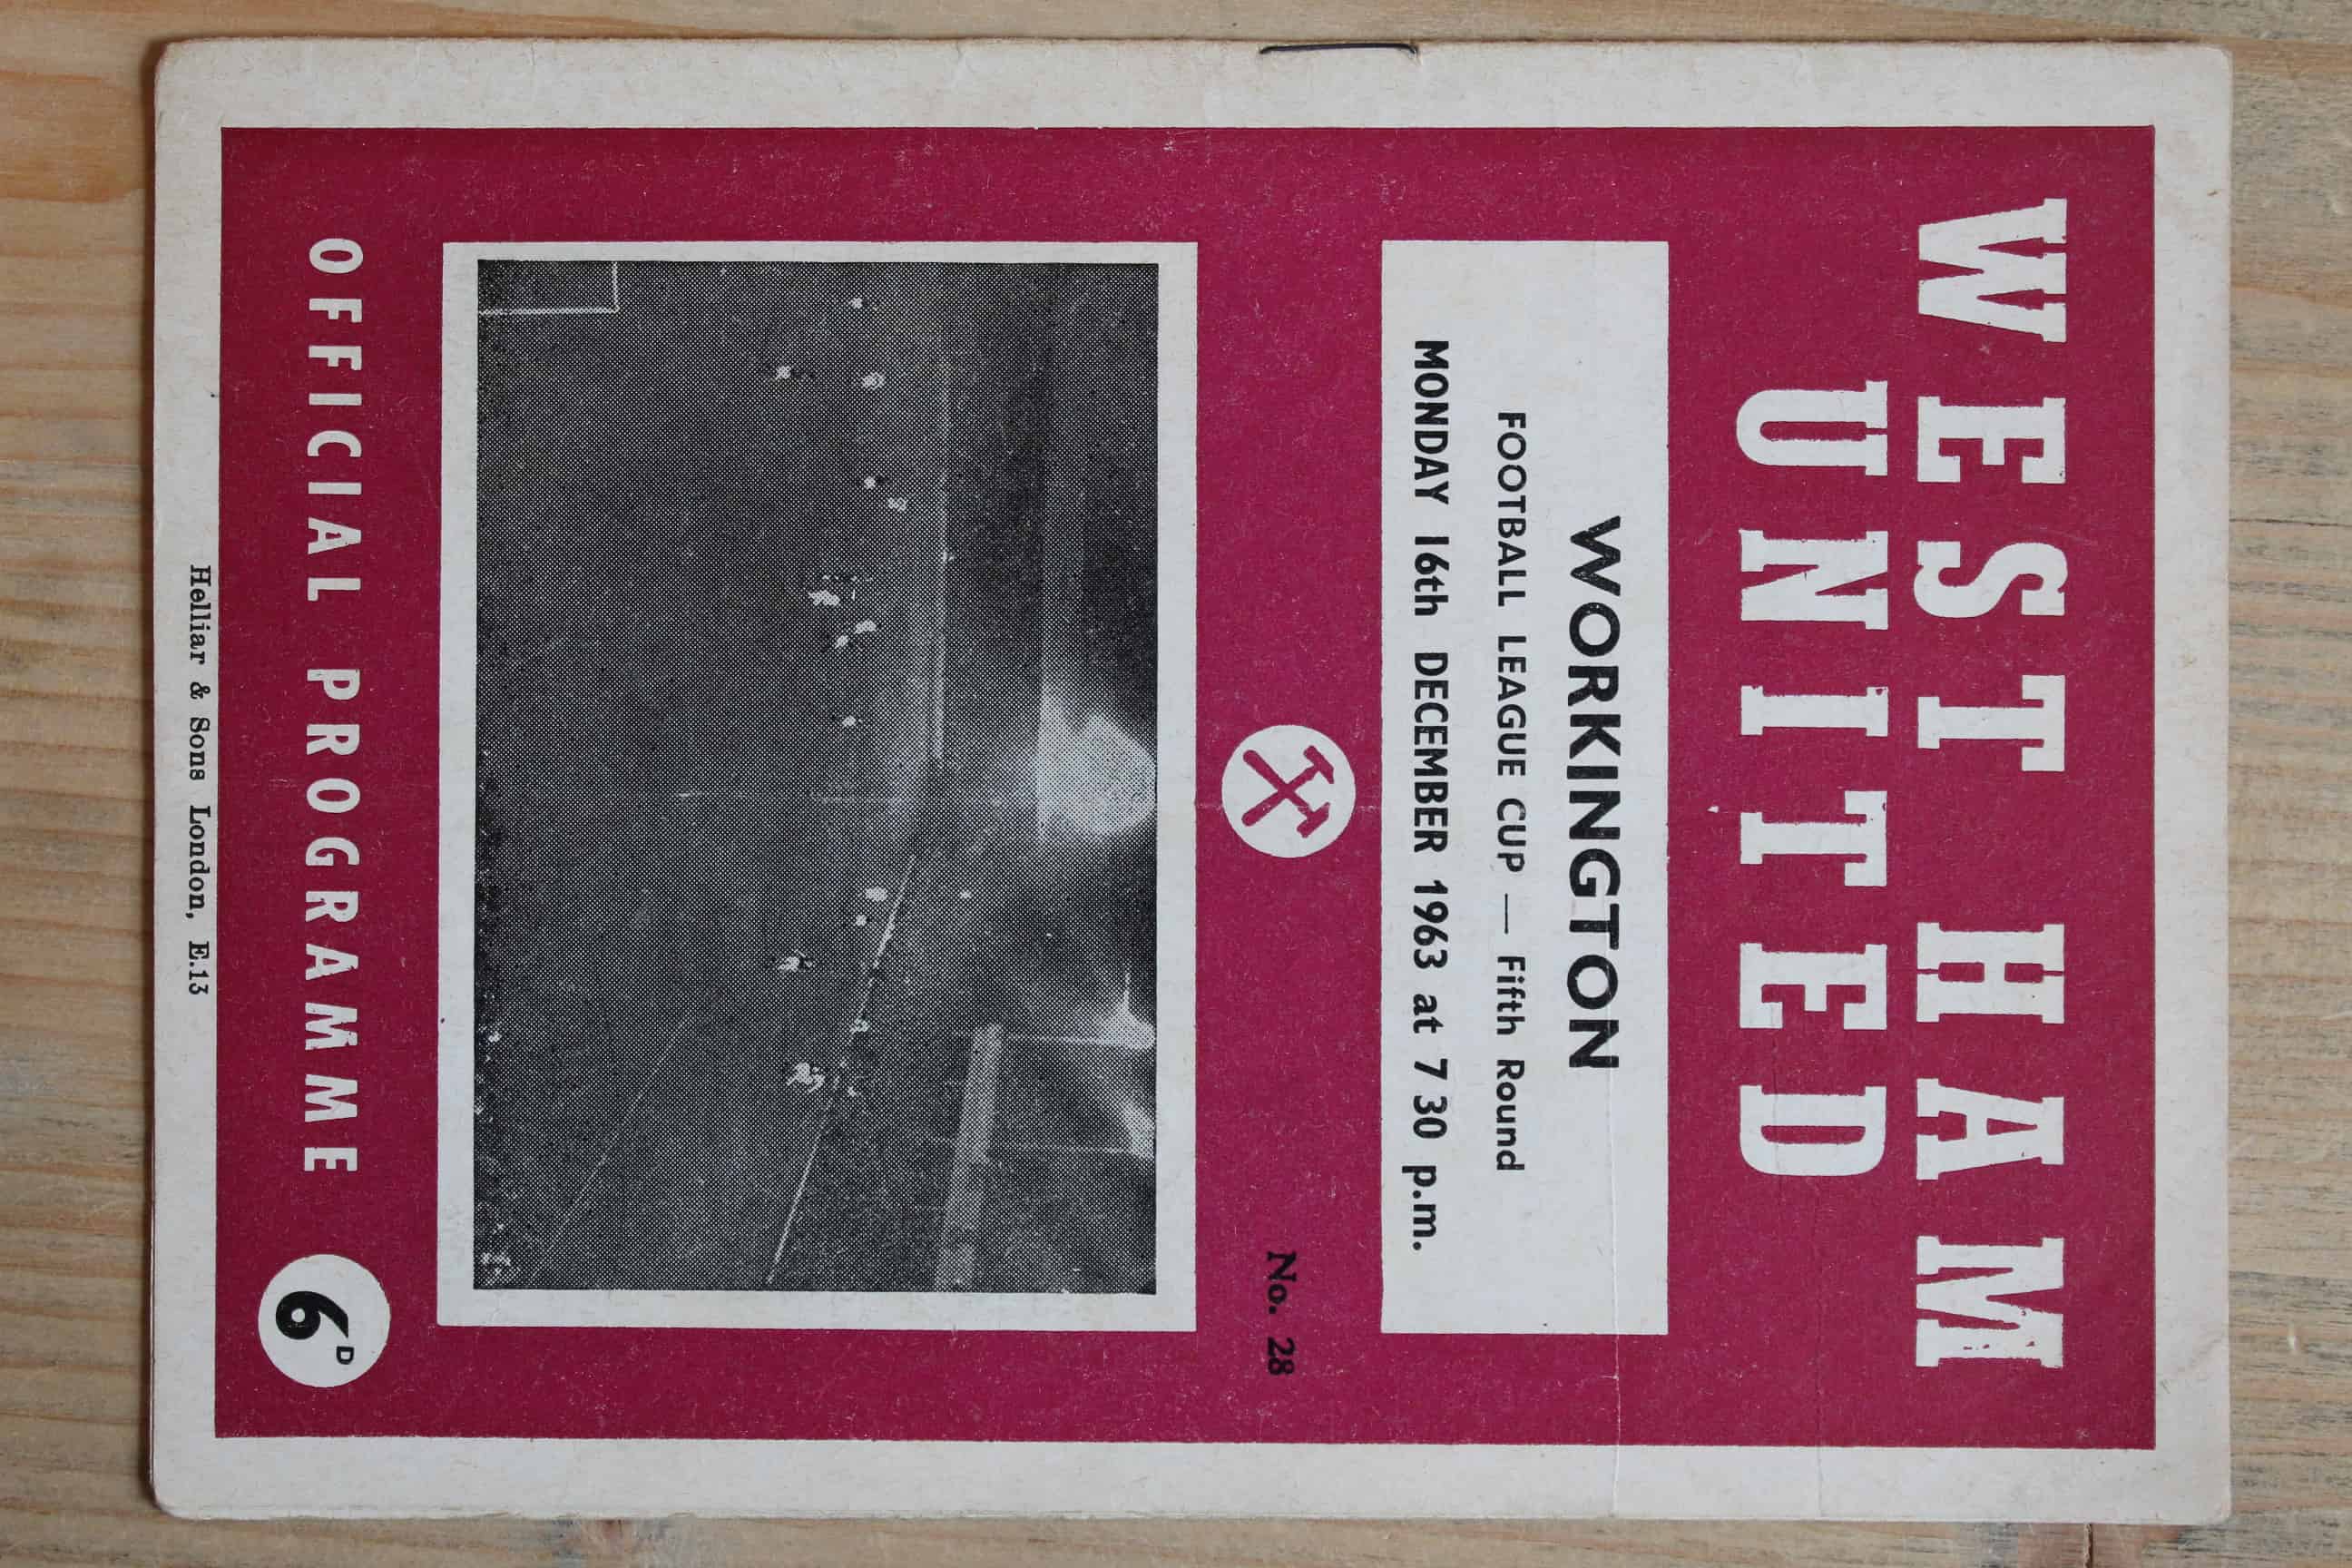 WEST HAM
UNITED
WORKINGTON
FOOTBALL LEAGUE CUP — Fifth Round
MONDAY 16th DECEMBER 1963 at 7 30 p.m.
No. 28
OFFICIAL PROGRAMME
6D
Helliar & Sons London, E.13